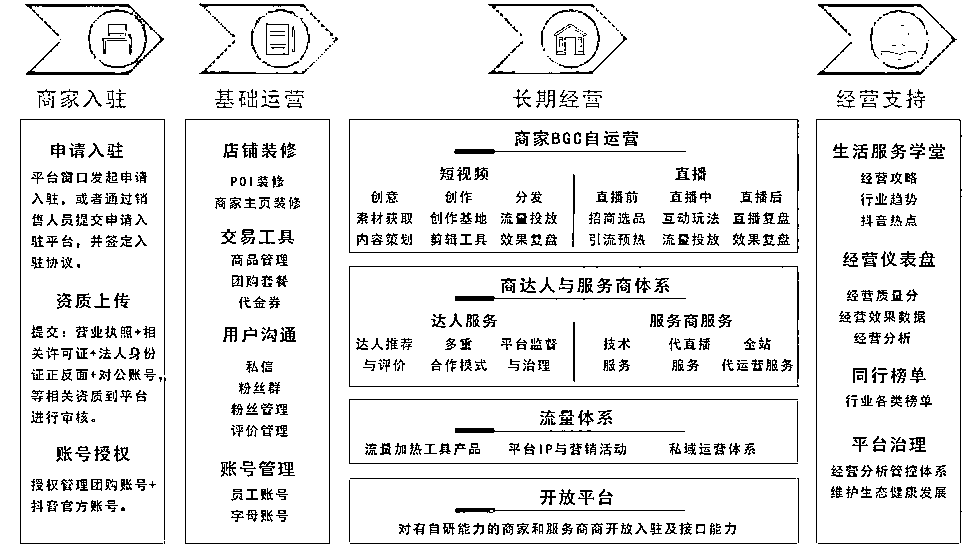 商家入驻
基础运营
长期经营
经营支持
申请入驻
平台窗口发起申请
入驻，或者通过销
售人员提交申请入
驻平台，并签定入
驻协议。
资质上传
提交：营业执照+相
关许可证+法人身份
证正反面+对公账号，
等相关资质到平台
进行审核。
账号授权
授权管理团购账号+
抖音官方账号。
店铺装修
POI装修
商家主页装修
交易工具
商品管理
团购套餐
代金券
用户沟通
私信
粉丝群
粉丝管理
评价管理
账号管理
员工账号
字母账号
商家BGC自运营
短视频
创意 创作 分发
素材获取 创作基地 流量投放
内容策划 剪辑工具 效果复盘
直播
直播前 直播中 直播后
招商选品 互动玩法 直播复盘
引流预热 流量投放 效果复盘
商达人与服务商体系
达人服务
达人推荐 多重 平台监督
与评价 合作模式 与治理
服务商服务
技术 代直播 全站
服务 服务 代运营服务
流量体系
流量加热工具产品 平台IP与营销活动 私域运营体系
开放平台
对有自研能力的商家和服务商商开放入驻及接口能力
生活服务学堂
经营攻略
行业趋势
抖音热点
经营仪表盘
经营质量分
经营效果数据
经营分析
同行榜单
行业各类榜单
平台治理
经营分析管控体系
维护生态健康发展